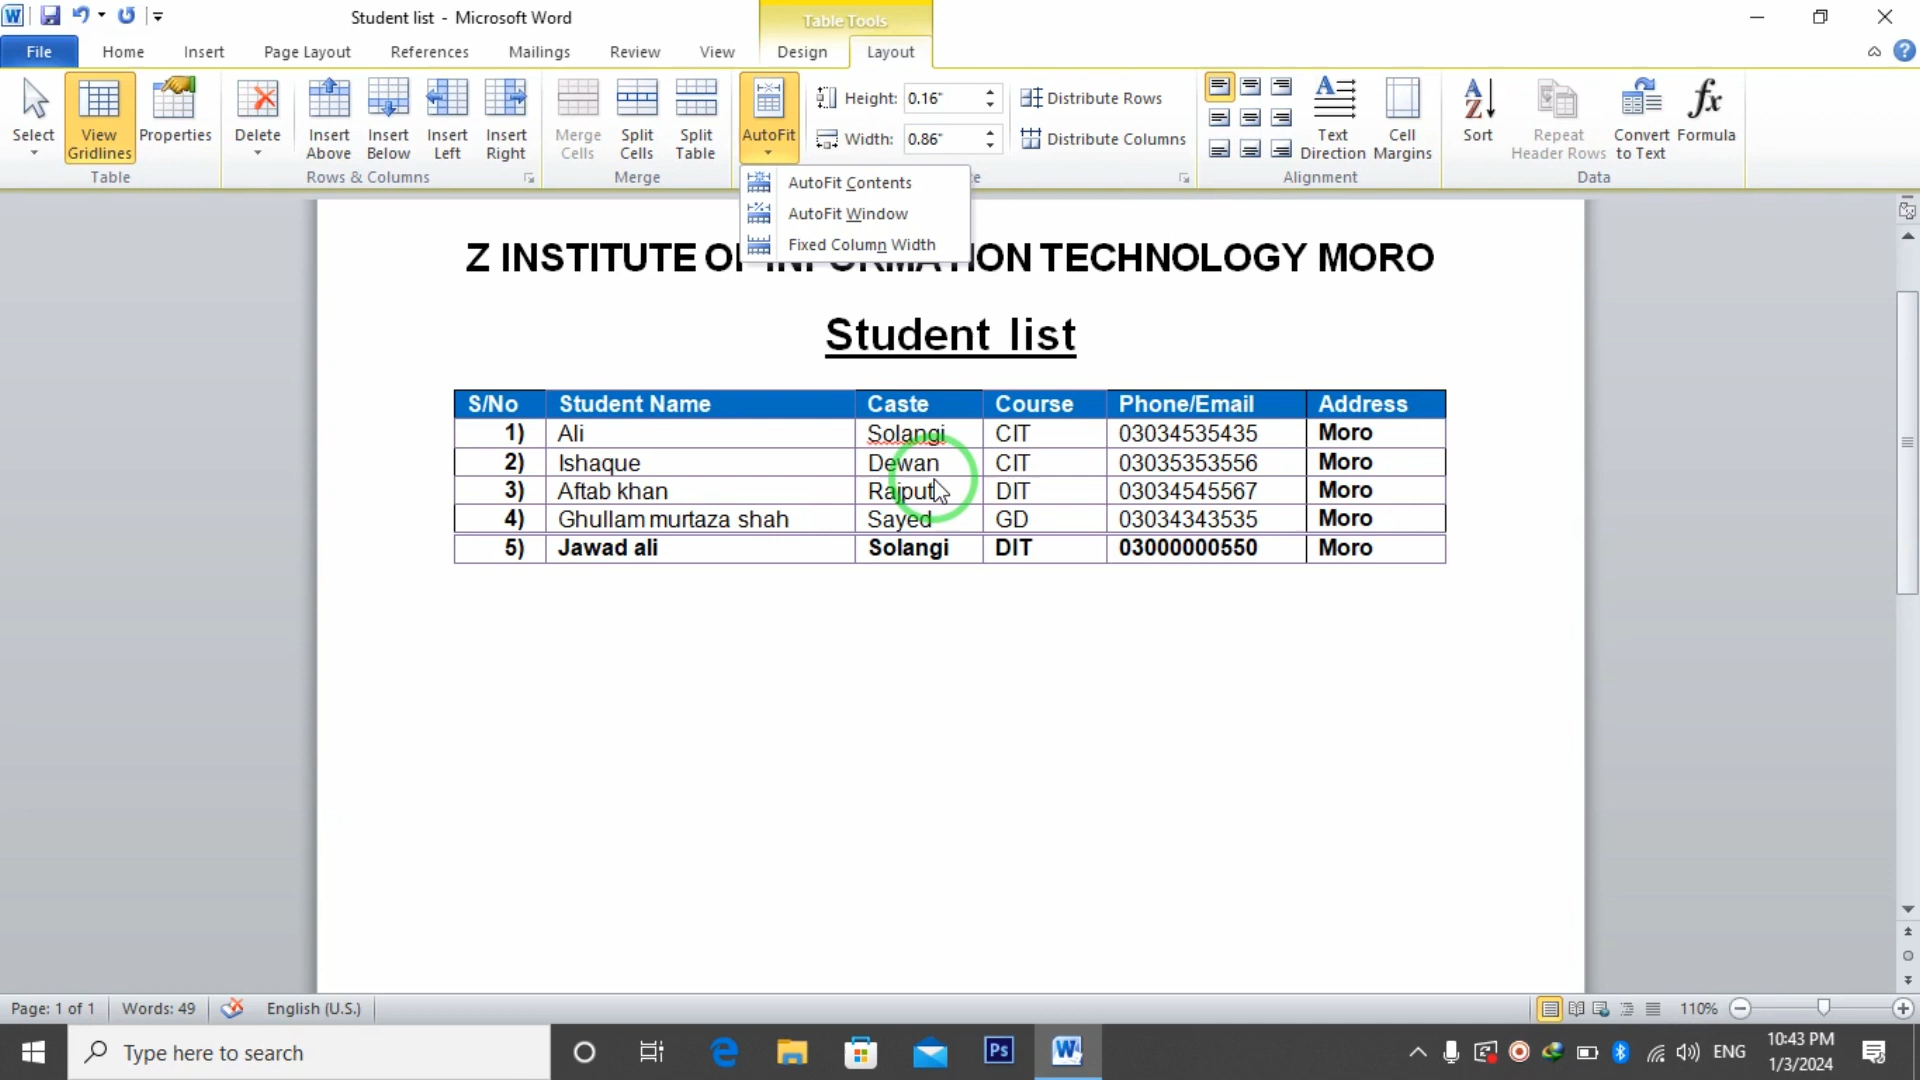 Student list - Microsoft Word
Table Tools
File Home Insert Page Layout References Mailings Review View Design Layout
Select
View Gridlines
Properties
Delete
Insert Above
Insert Below
Insert Left
Insert Right
Merge Cells
Split Cells
Split Table
AutoFit
Height: 0.16"
Width: 0.86"
Distribute Rows
Distribute Columns
Text Direction
Cell Margins
Sort
Repeat Header Rows
Convert to Text
Formula
Table Rows & Columns Merge Alignment Data
AutoFit Contents
AutoFit Window
Fixed Column Width
Z INSTITUTE OF INFORMATION TECHNOLOGY MORO
Student list
S/No Student Name Caste Course Phone/Email Address
1) Ali Solangi CIT 03034535435 Moro
2) Ishaque Dewan CIT 03035353556 Moro
3) Aftab khan Rajput DIT 03034545567 Moro
4) Ghullam murtaza shah Sayed GD 03034343535 Moro
5) Jawad ali Solangi DIT 03000000550 Moro
Page: 1 of 1 Words: 49 English (U.S.) 110%
Type here to search
Ps
ENG
10:43 PM
1/3/2024